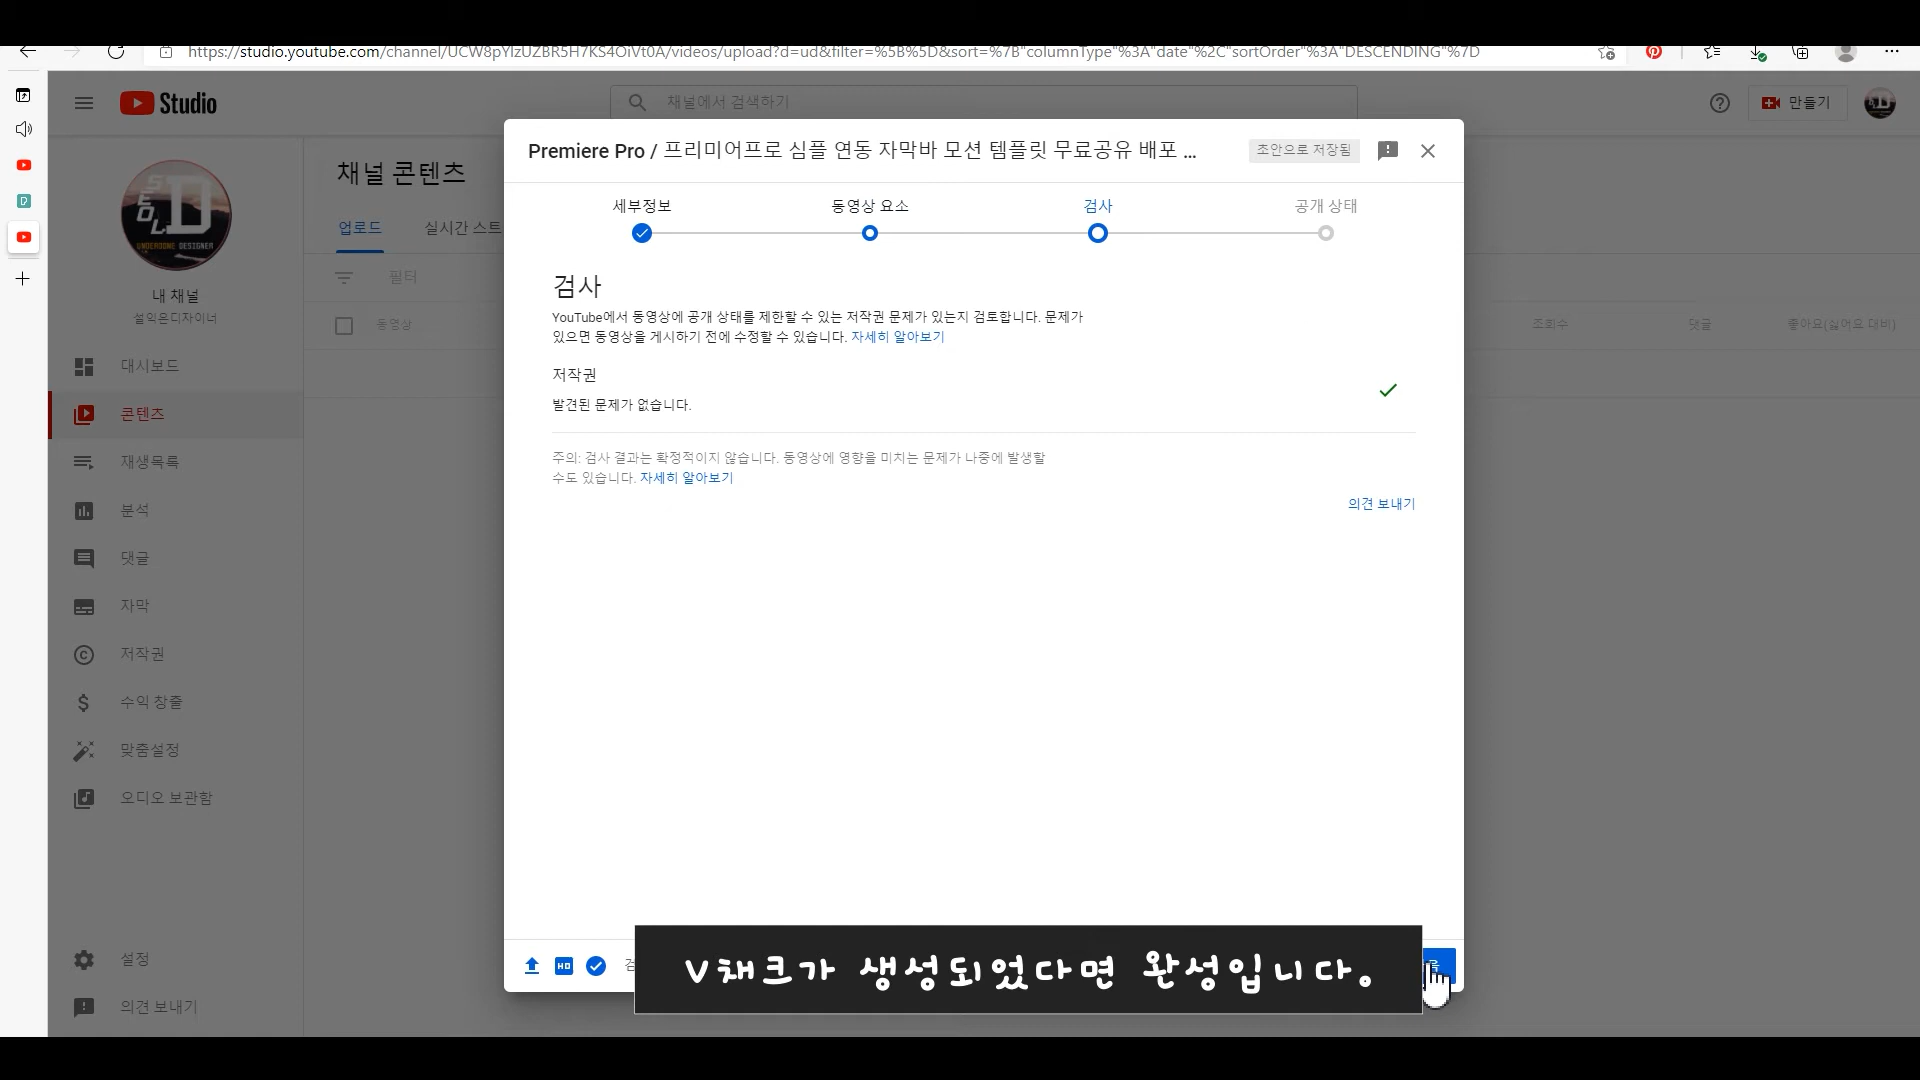 https://studio.youtube.com/channel/UCW8pYlzUZBR5H7KS4OiVt0A/videos/upload?d=ud&filter=%5B%5D&sort=%7B"columnType"%3A"date"%2C"sortOrder"%3A"DESCENDING"%7D
Studio
채널에서 검색하기
만들기
Premiere Pro / 프리미어프로 심플 연동 자막바 모션 템플릿 무료공유 배포 ...
초안으로 저장됨
채널 콘텐츠
세부정보
동영상 요소
검사
공개 상태
업로드
실시간 스트
필터
동영상
조회수
댓글
좋아요(싫어요 대비)
SEOL
D
UNDERDONE DESIGNER
내 채널
설익은디자이너
대시보드
콘텐츠
재생목록
분석
댓글
자막
저작권
수익 창출
맞춤설정
오디오 보관함
설정
의견 보내기
검사
YouTube에서 동영상에 공개 상태를 제한할 수 있는 저작권 문제가 있는지 검토합니다. 문제가
있으면 동영상을 게시하기 전에 수정할 수 있습니다. 자세히 알아보기
저작권
발견된 문제가 없습니다.
주의: 검사 결과는 확정적이지 않습니다. 동영상에 영향을 미치는 문제가 나중에 발생할
수도 있습니다. 자세히 알아보기
의견 보내기
HD
V채크가 생성되었다면 완성입니다.